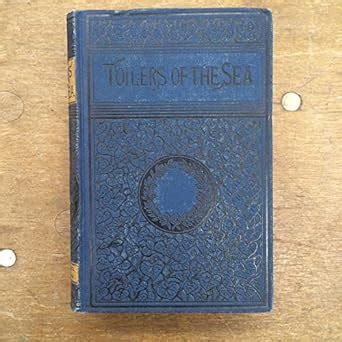 TOILERS OF THE SEA